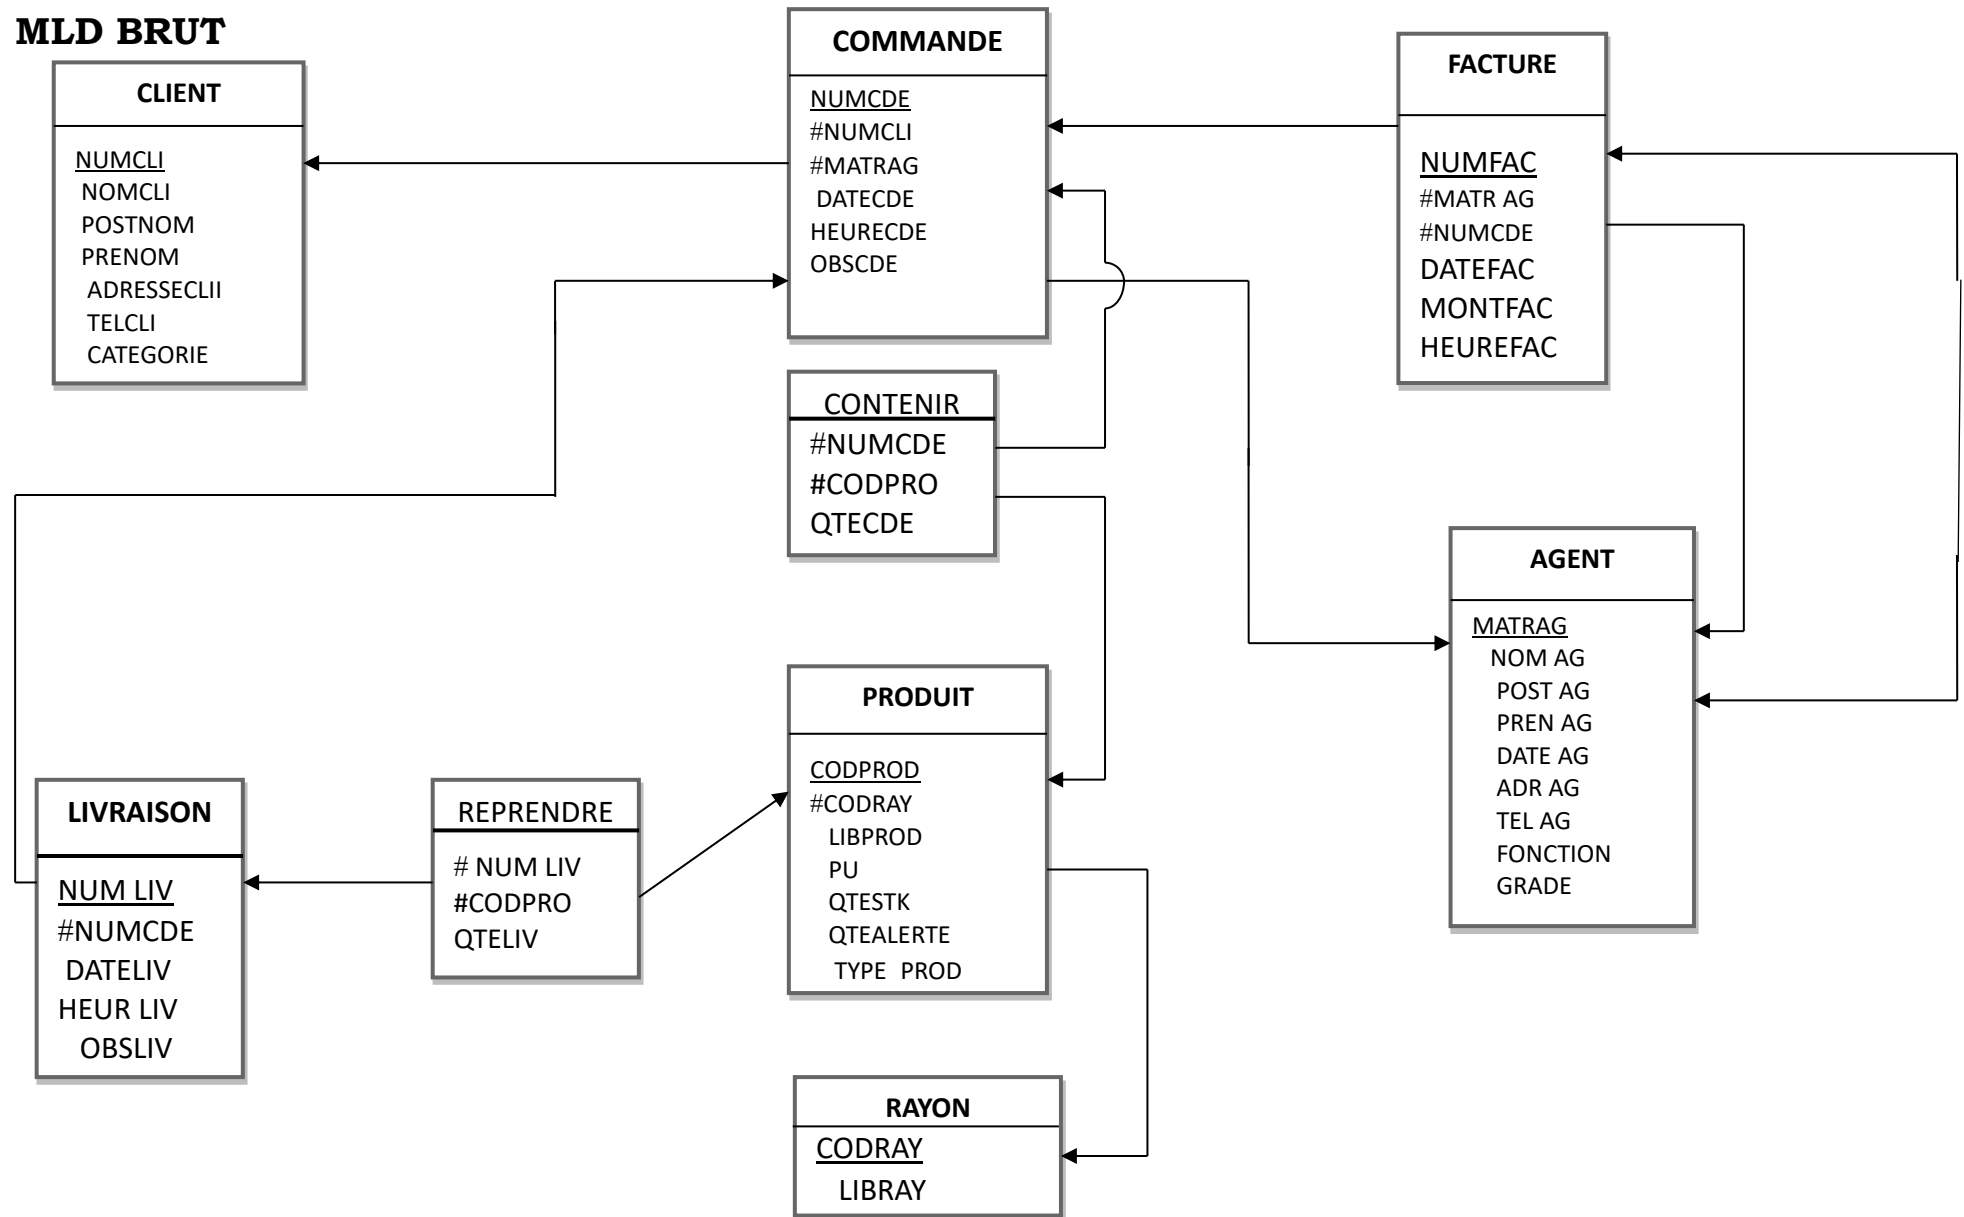 MLD BRUT
CLIENT
NUMCLI
NOMCLI
POSTNOM
PRENOM
ADRESSECLII
TELCLI
CATEGORIE
COMMANDE
NUMCDE
#NUMCLI
#MATRAG
DATECDE
HEURECDE
OBSCDE
FACTURE
NUMFAC
#MATR AG
#NUMCDE
DATEFAC
MONTFAC
HEUREFAC
CONTENIR
#NUMCDE
#CODPRO
QTECDE
AGENT
MATRAG
NOM AG
POST AG
PREN AG
DATE AG
ADR AG
TEL AG
FONCTION
GRADE
LIVRAISON
NUM LIV
#NUMCDE
DATELIV
HEUR LIV
OBSLIV
REPRENDRE
# NUM LIV
#CODPRO
QTELIV
PRODUIT
CODPROD
#CODRAY
LIBPROD
PU
QTESTK
QTEALERTE
TYPE PROD
RAYON
CODRAY
LIBRAY